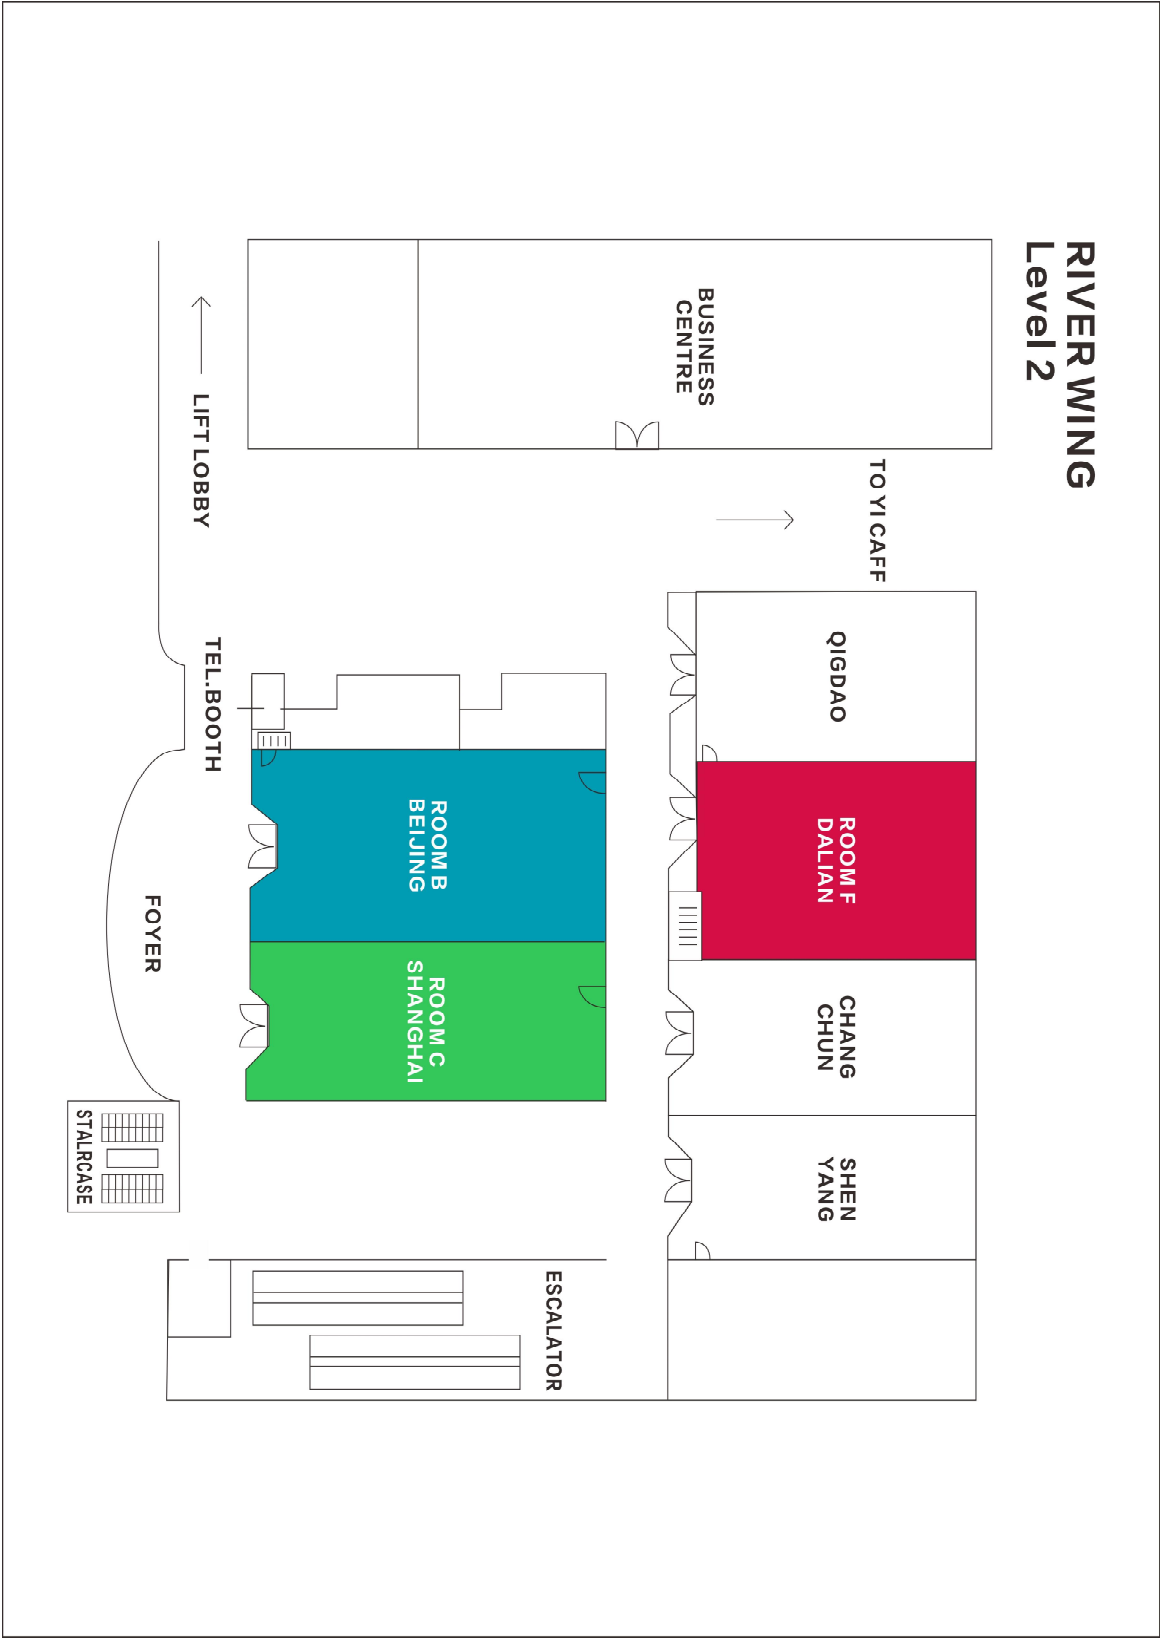 RIVER WING
Level 2
BUSINESS
CENTRE
TO YI CAFF
LIFT LOBBY
QIGDAO
ROOM F
DALIAN
CHANG
CHUN
SHEN
YANG
TEL.BOOTH
ROOM B
BEIJING
ROOM C
SHANGHAI
FOYER
STALRCASE
ESCALATOR